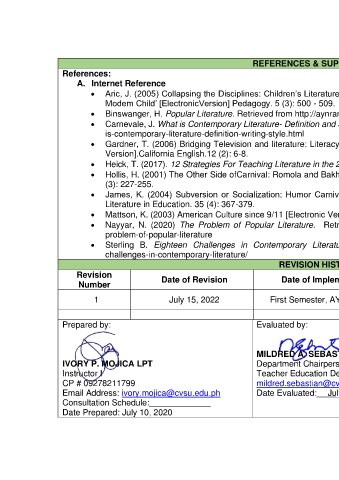 REFERENCES & SUP
References:
A. Internet Reference
• Aric, J. (2005) Collapsing the Disciplines: Children's Literature
Modern Child' [ElectronicVersion] Pedagogy. 5 (3): 500 - 509.
• Binswanger, H. Popular Literature. Retrieved from http://aynran
• Carnevale, J. What is Contemporary Literature- Definition and
is-contemporary-literature-definition-writing-style.html
• Gardner, T. (2006) Bridging Television and literature: Literacy
Version].California English.12 (2): 6-8.
• Heick, T. (2017). 12 Strategies For Teaching Literature in the 2
• Hollis, H. (2001) The Other Side ofCarnival: Romola and Bakh
(3): 227-255.
• James, K. (2004) Subversion or Socialization: Humor Carniv
Literature in Education. 35 (4): 367-379.
• Mattson, K. (2003) American Culture since 9/11 [Electronic Ver
• Nayyar, N. (2020) The Problem of Popular Literature. Retr
problem-of-popular-literature
• Sterling B. Eighteen Challenges in Contemporary Literatu
challenges-in-contemporary-literature/
REVISION HIST
Revision Number
Date of Revision
Date of Implem
1
July 15, 2022
First Semester, AY
Prepared by:
IVORY P. MOJICA LPT
Instructor I
CP # 09278211799
Email Address: ivory.mojica@cvsu.edu.ph
Consultation Schedule:______________
Date Prepared: July 10, 2020
Evaluated by:
MILDRED A. SEBAS
Department Chairpers
Teacher Education De
mildred.sebastian@cv
Date Evaluated:__Jul